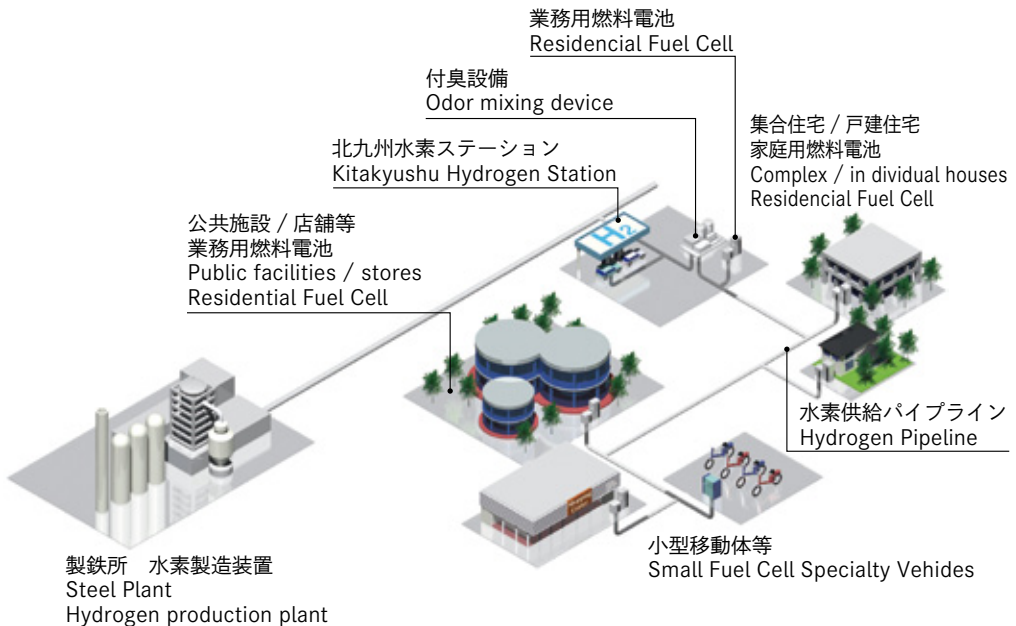 業務用燃料電池
Residencial Fuel Cell
付臭設備
Odor mixing device
集合住宅 / 戸建住宅
家庭用燃料電池
Complex / in dividual houses
Residencial Fuel Cell
北九州水素ステーション
Kitakyushu Hydrogen Station
公共施設 / 店舗等
業務用燃料電池
Public facilities / stores
Residential Fuel Cell
H2
水素供給パイプライン
Hydrogen Pipeline
小型移動体等
Small Fuel Cell Specialty Vehides
製鉄所　水素製造装置
Steel Plant
Hydrogen production plant